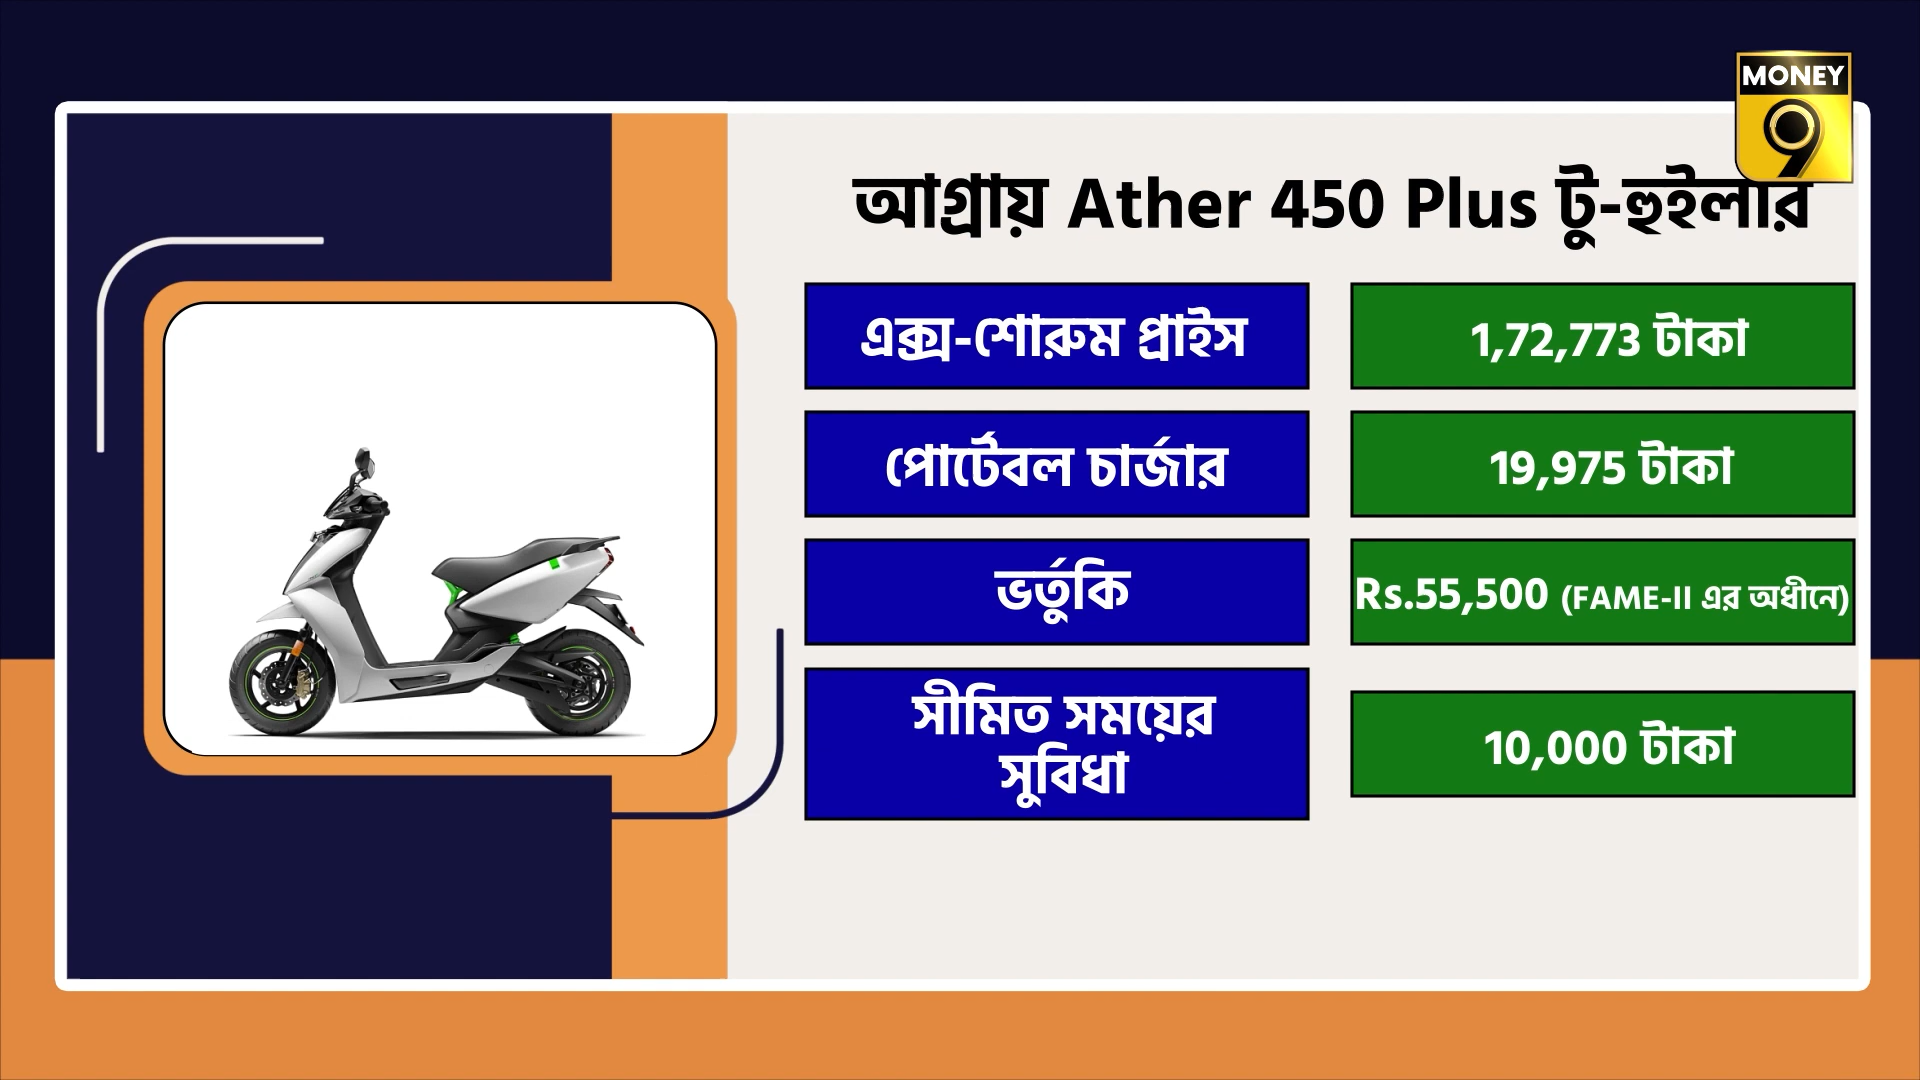 MONEY
9
আগ্রায় Ather 450 Plus টু-হুইলার
এক্স-শোরুম প্রাইস
1,72,773 টাকা
পোর্টেবল চার্জার
19,975 টাকা
ভর্তুকি
Rs.55,500 (FAME-II এর অধীনে)
সীমিত সময়ের
সুবিধা
10,000 টাকা